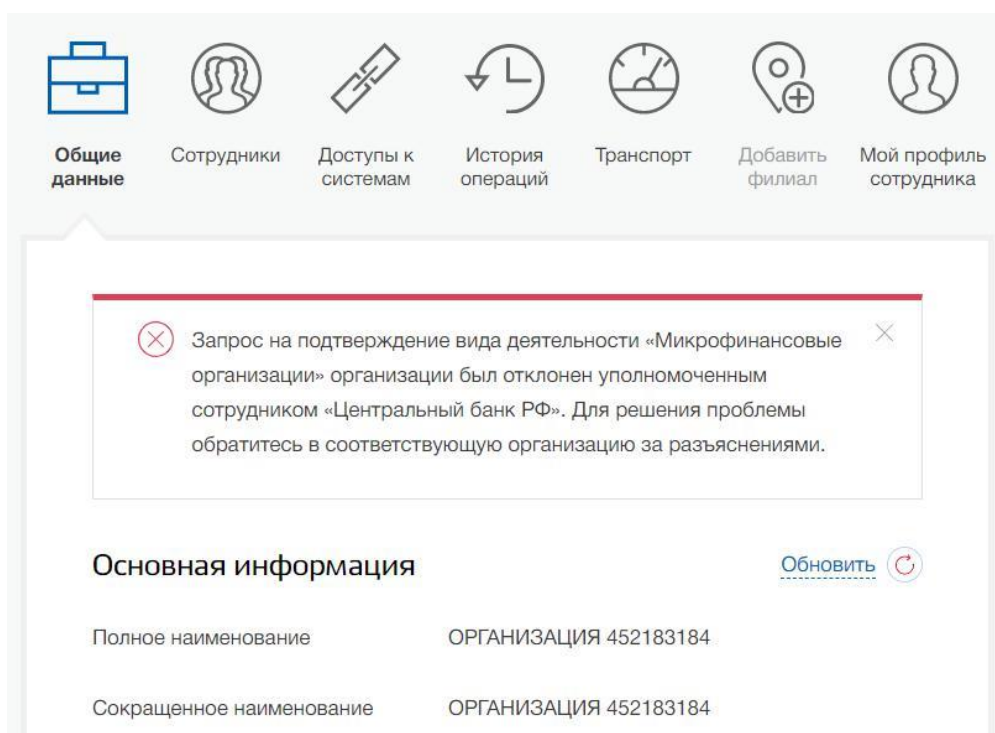 Общие данные
Сотрудники
Доступы к системам
История операций
Транспорт
Добавить филиал
Мой профиль сотрудника
Запрос на подтверждение вида деятельности «Микрофинансовые
организации» организации был отклонен уполномоченным
сотрудником «Центральный банк РФ». Для решения проблемы
обратитесь в соответствующую организацию за разъяснениями.
Основная информация
Обновить
Полное наименование ОРГАНИЗАЦИЯ 452183184
Сокращенное наименование ОРГАНИЗАЦИЯ 452183184